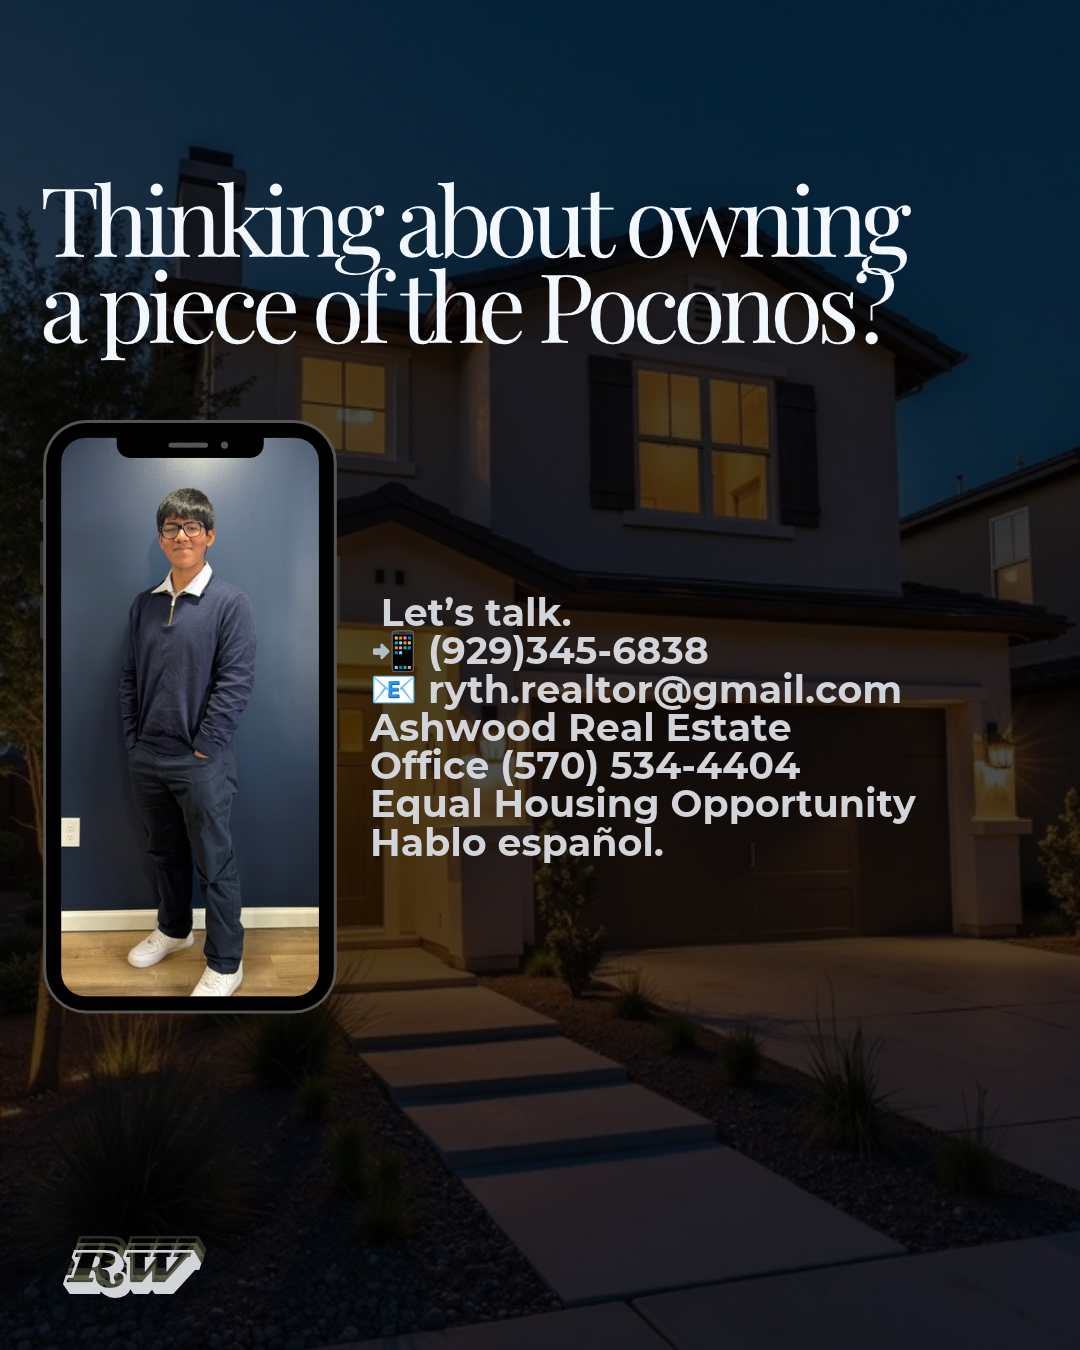 Thinking about owning
a piece of the Poconos?
Let’s talk.
📲 (929)345-6838
📧 ryth.realtor@gmail.com
Ashwood Real Estate
Office (570) 534-4404
Equal Housing Opportunity
Hablo español.
RW